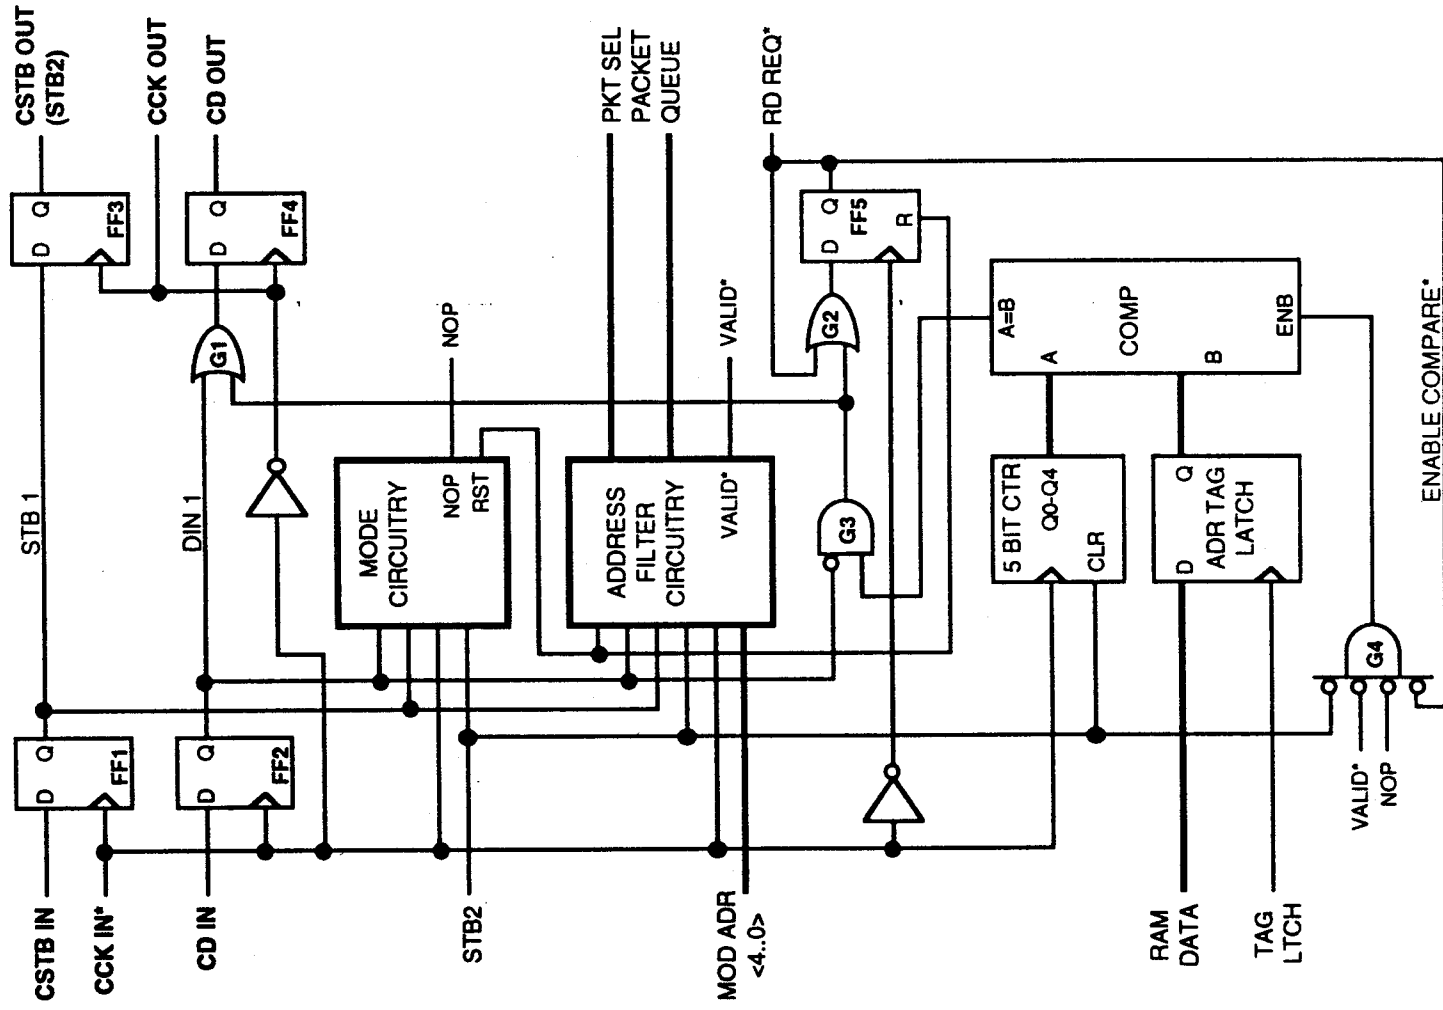 CSTB OUT
(STB2)
CCK OUT
CD OUT
PKT SEL
PACKET
QUEUE
RD REQ*
D Q
FF3
D Q
FF4
D Q
FF5
R
G1
G2
NOP
VALID*
A=B
A
COMP
B
ENB
STB 1
DIN 1
MODE
CIRCUITRY
NOP
RST
ADDRESS
FILTER
CIRCUITRY
VALID*
G3
5 BIT CTR
Q0-Q4
CLR
D Q
ADR TAG
LATCH
ENABLE COMPARE*
G4
D Q
FF1
D Q
FF2
VALID*
NOP
CSTB IN
CCK IN*
CD IN
STB2
MOD ADR
<4..0>
RAM
DATA
TAG
LTCH